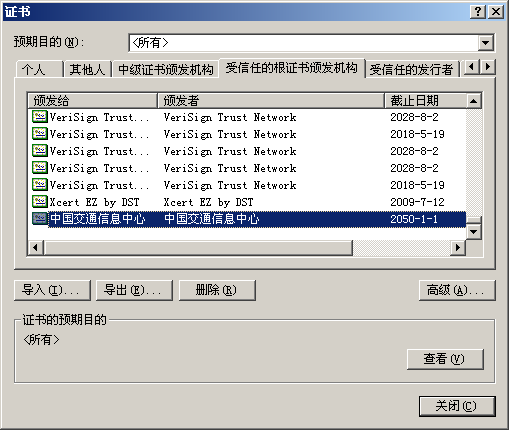 证书
预期目的(N): <所有>
个人 其他人 中级证书颁发机构 受信任的根证书颁发机构 受信任的发行者
颁发给 颁发者 截止日期
VeriSign Trust... VeriSign Trust Network 2028-8-2
VeriSign Trust... VeriSign Trust Network 2018-5-19
VeriSign Trust... VeriSign Trust Network 2028-8-2
VeriSign Trust... VeriSign Trust Network 2028-8-2
VeriSign Trust... VeriSign Trust Network 2018-5-19
Xcert EZ by DST Xcert EZ by DST 2009-7-12
中国交通信息中心 中国交通信息中心 2050-1-1
导入(I)... 导出(E)... 删除(R) 高级(A)...
证书的预期目的
<所有>
查看(V)
关闭(C)